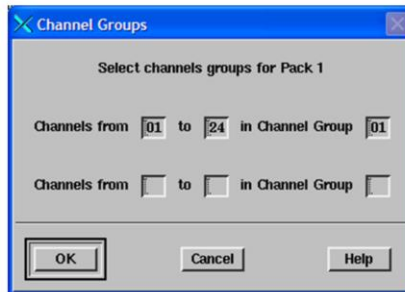 Channel Groups
Select channels groups for Pack 1
Channels from 01 to 24 in Channel Group 01
Channels from to in Channel Group
OK Cancel Help